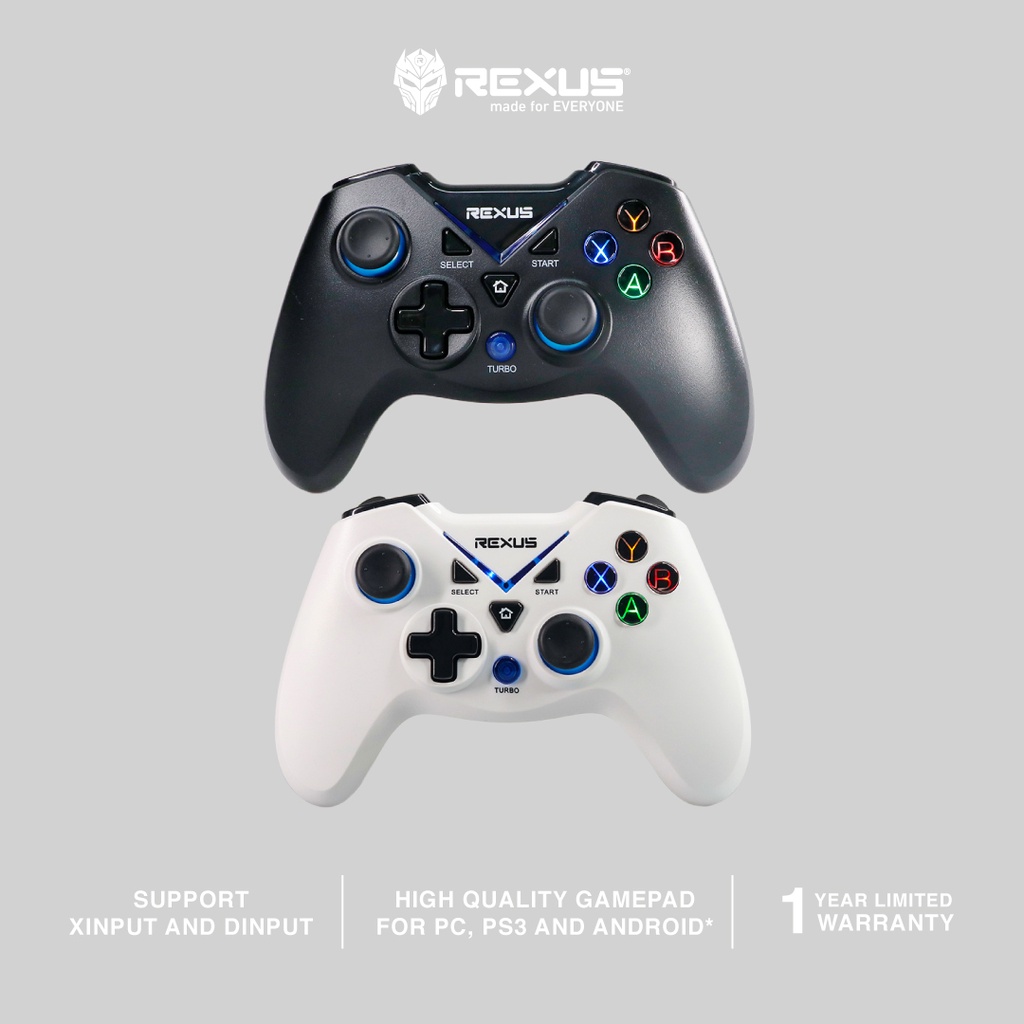 REXUS®
made for EVERYONE
REXUS
SELECT
START
Y
X
B
A
TURBO
REXUS
SELECT
START
Y
X
B
A
TURBO
SUPPORT
XINPUT AND DINPUT
HIGH QUALITY GAMEPAD
FOR PC, PS3 AND ANDROID*
1 YEAR LIMITED
WARRANTY